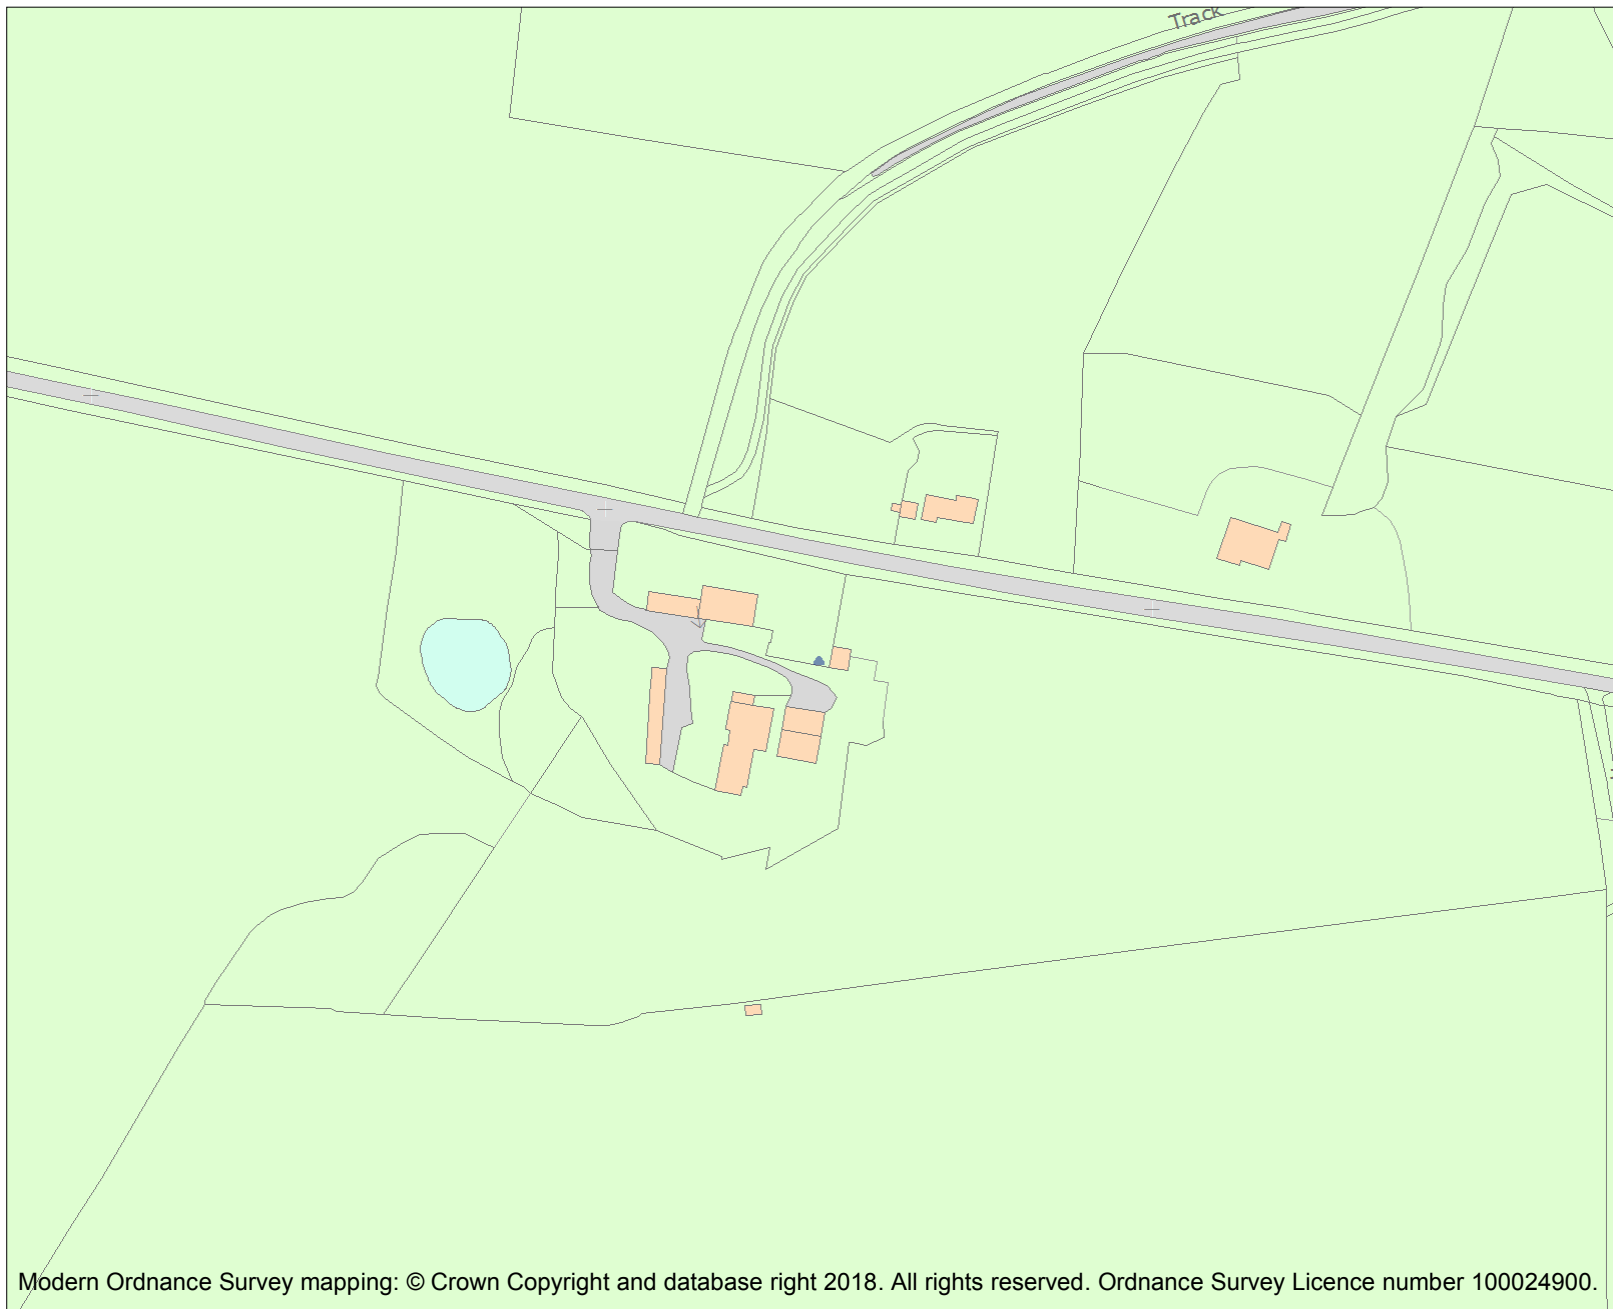 Track
Modern Ordnance Survey mapping: © Crown Copyright and database right 2018. All rights reserved. Ordnance Survey Licence number 100024900.